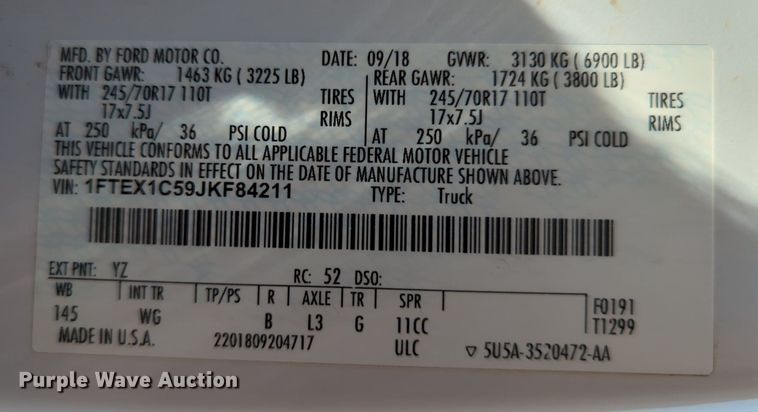 MFD. BY FORD MOTOR CO. DATE: 09/18 GVWR: 3130 KG ( 6900 LB)
FRONT GAWR: 1463 KG ( 3225 LB) REAR GAWR: 1724 KG ( 3800 LB)
WITH 245/70R17 110T TIRES WITH 245/70R17 110T TIRES
17x7.5J RIMS 17x7.5J RIMS
AT 250 kPa/ 36 PSI COLD AT 250 kPa/ 36 PSI COLD
THIS VEHICLE CONFORMS TO ALL APPLICABLE FEDERAL MOTOR VEHICLE
SAFETY STANDARDS IN EFFECT ON THE DATE OF MANUFACTURE SHOWN ABOVE.
VIN: 1FTEX1C59JKF84211 TYPE: Truck
EXT PNT: YZ RC: 52 DSO:
WB INT TR TP/PS R AXLE TR SPR F0191
145 WG B L3 G 11CC T1299
MADE IN U.S.A. 2201809204717 ULC ▽ 5U5A-3520472-AA
Purple Wave Auction